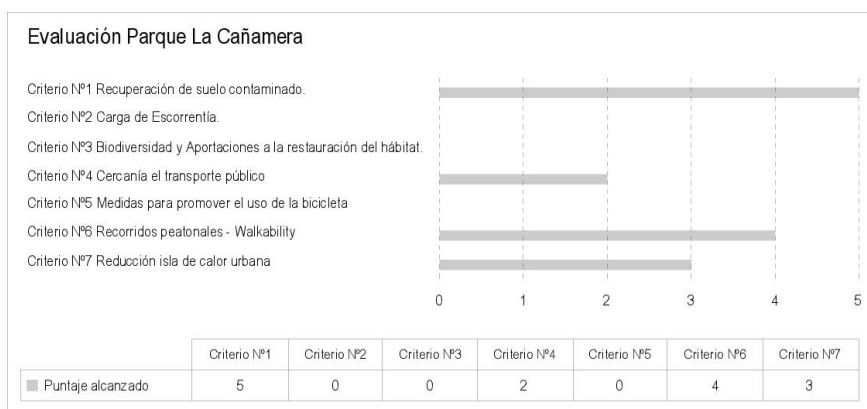 Evaluación Parque La Cañamera
Criterio Nº1 Recuperación de suelo contaminado.
Criterio Nº2 Carga de Escorrentía.
Criterio Nº3 Biodiversidad y Aportaciones a la restauración del hábitat.
Criterio Nº4 Cercanía el transporte público
Criterio Nº5 Medidas para promover el uso de la bicicleta
Criterio Nº6 Recorridos peatonales - Walkability
Criterio Nº7 Reducción isla de calor urbana
0 1 2 3 4 5
Criterio Nº1 Criterio Nº2 Criterio Nº3 Criterio Nº4 Criterio Nº5 Criterio Nº6 Criterio Nº7
Puntaje alcanzado 5 0 0 2 0 4 3